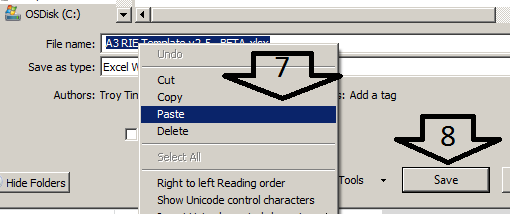 OSDisk (C:)
File name: A3 RIE Template v2.5 - BETA.xlsx
Undo
7
Save as type: Excel W
Cut
Copy
Authors: Troy Tin
Add a tag
Paste
Delete
8
Select All
Hide Folders
Tools
Save
Right to left Reading order
Show Unicode control characters